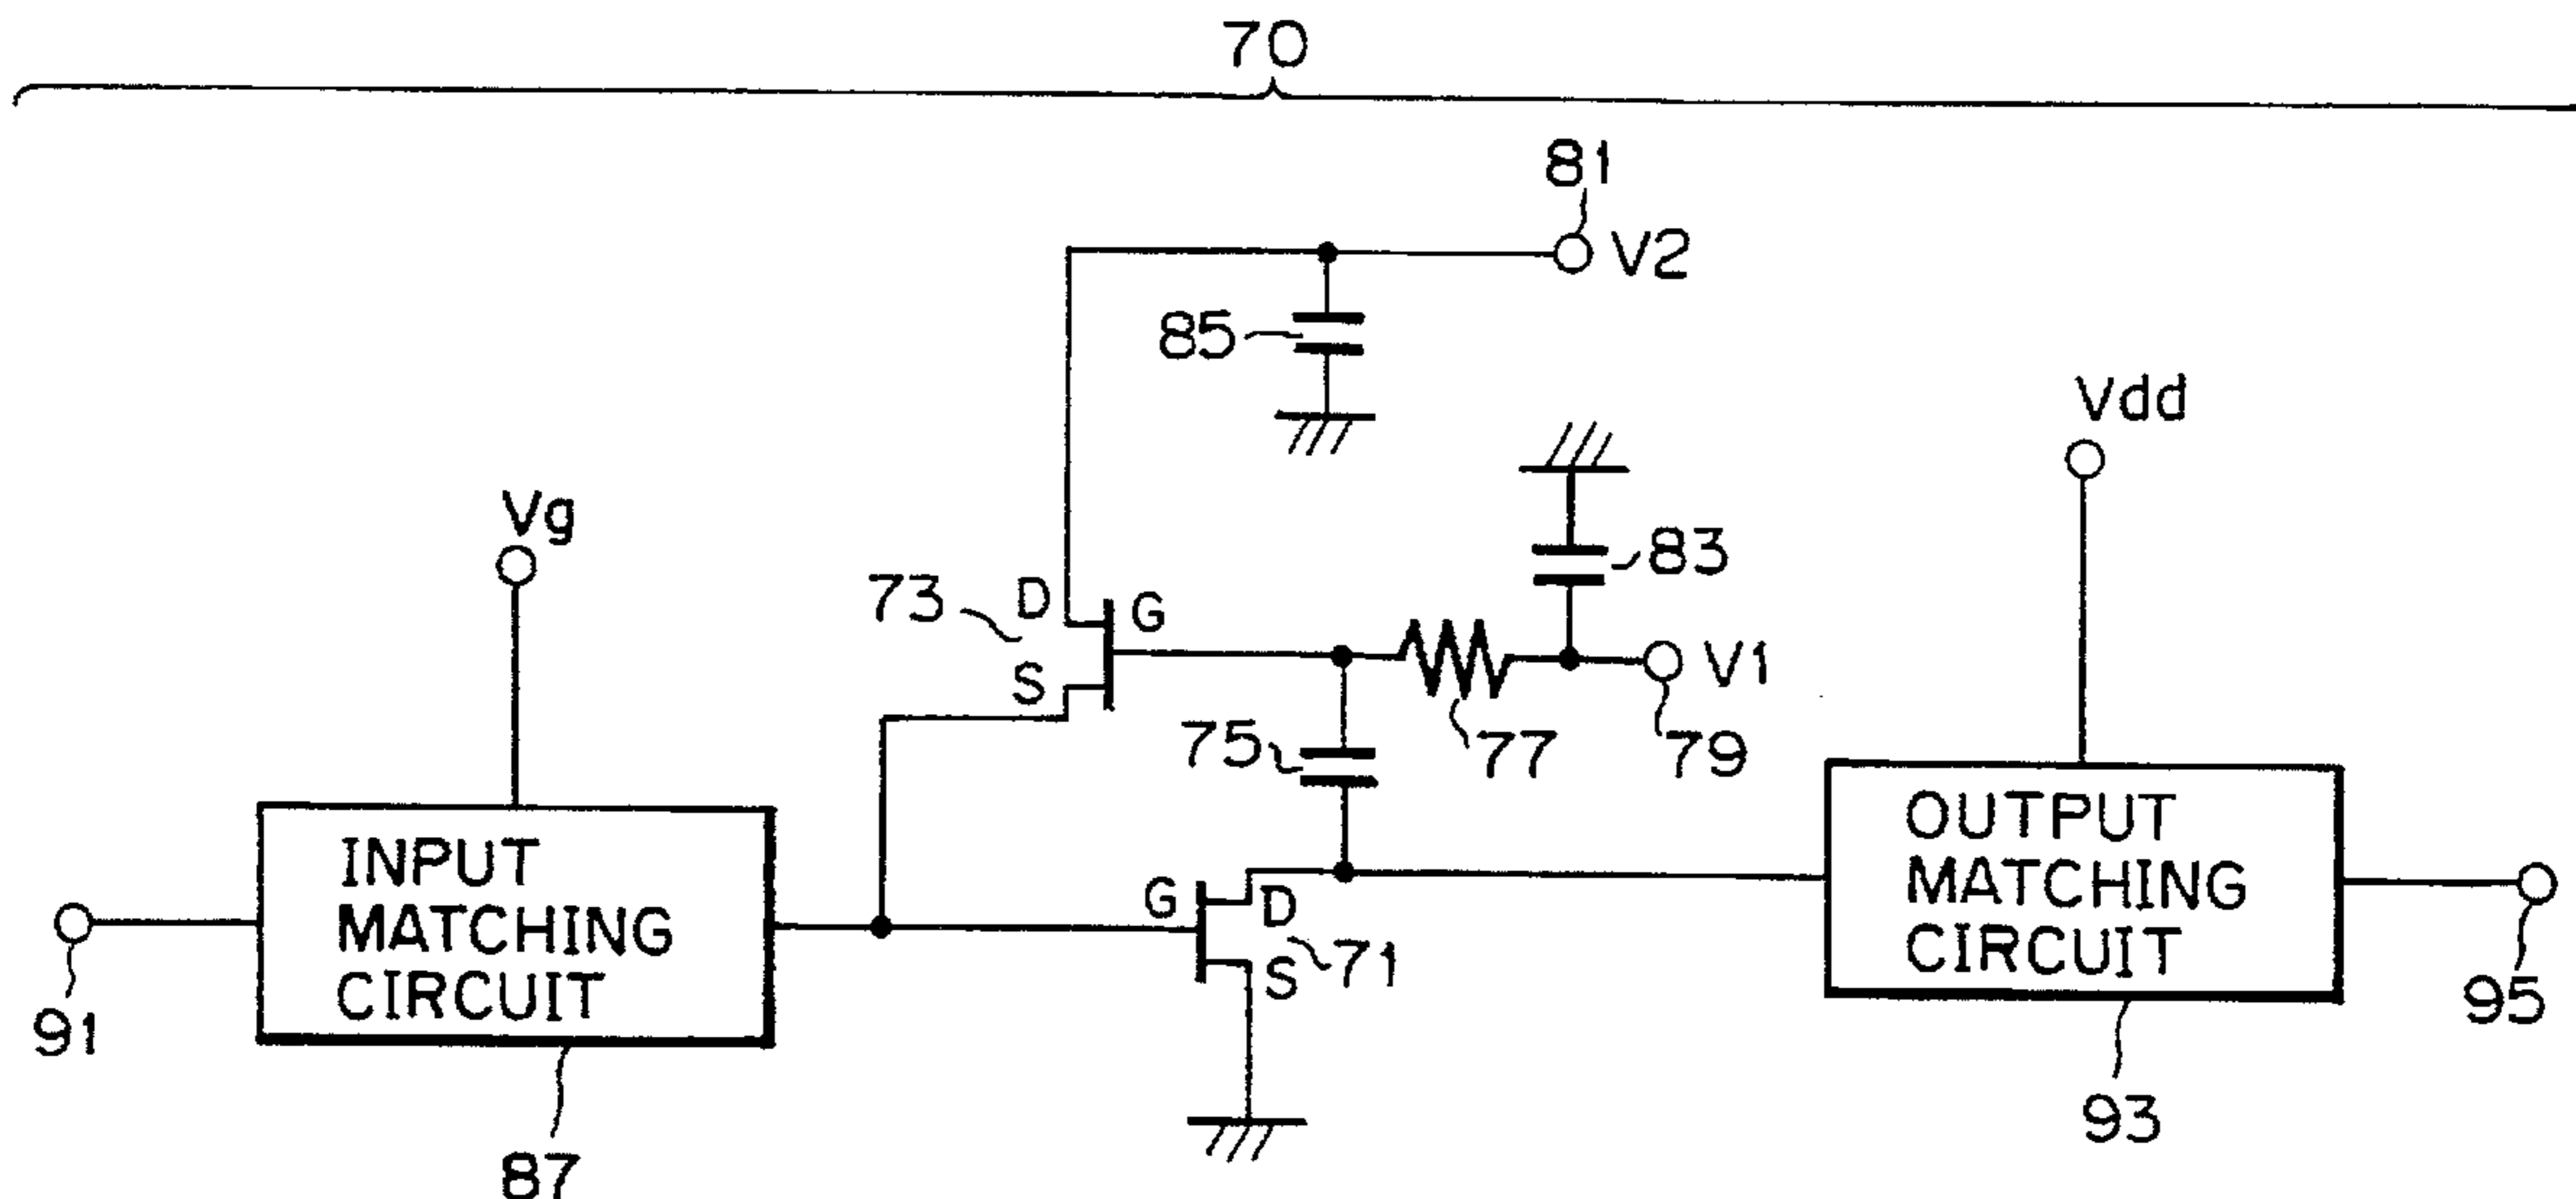 70
81
V2
85
Vdd
Vg
83
73
D
G
S
V1
75
77
79
INPUT
MATCHING
CIRCUIT
OUTPUT
MATCHING
CIRCUIT
G
D
S
71
91
95
87
93